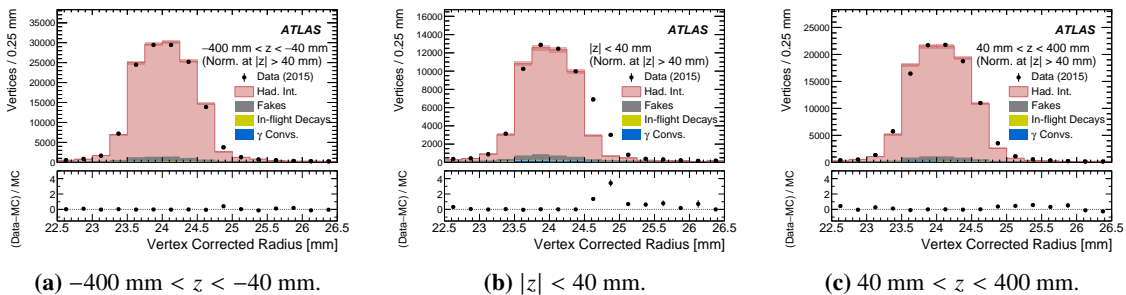 Vertices / 0.25 mm
35000
30000
25000
20000
15000
10000
5000
0
ATLAS
−400 mm < z < −40 mm
(Norm. at |z| > 40 mm)
Data (2015)
Had. Int.
Fakes
In-flight Decays
γ Convs.
(Data−MC) / MC
4
2
0
22.5 23 23.5 24 24.5 25 25.5 26 26.5
Vertex Corrected Radius [mm]
(a) −400 mm < z < −40 mm.
Vertices / 0.25 mm
16000
14000
12000
10000
8000
6000
4000
2000
0
ATLAS
|z| < 40 mm
(Norm. at |z| > 40 mm)
Data (2015)
Had. Int.
Fakes
In-flight Decays
γ Convs.
(Data−MC) / MC
4
2
0
22.5 23 23.5 24 24.5 25 25.5 26 26.5
Vertex Corrected Radius [mm]
(b) |z| < 40 mm.
Vertices / 0.25 mm
25000
20000
15000
10000
5000
0
ATLAS
40 mm < z < 400 mm
(Norm. at |z| > 40 mm)
Data (2015)
Had. Int.
Fakes
In-flight Decays
γ Convs.
(Data−MC) / MC
4
2
0
22.5 23 23.5 24 24.5 25 25.5 26 26.5
Vertex Corrected Radius [mm]
(c) 40 mm < z < 400 mm.